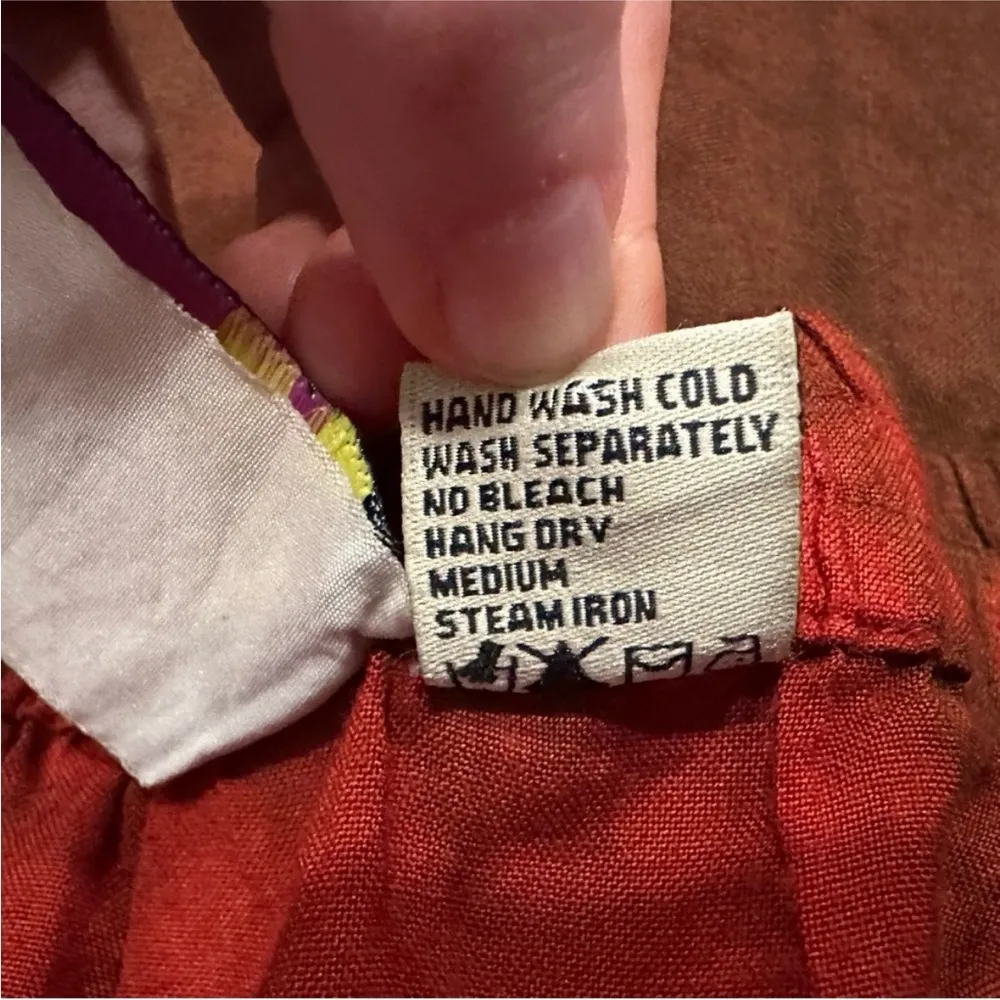 HAND WASH COLD
WASH SEPARATELY
NO BLEACH
HANG DRY
MEDIUM
STEAM IRON